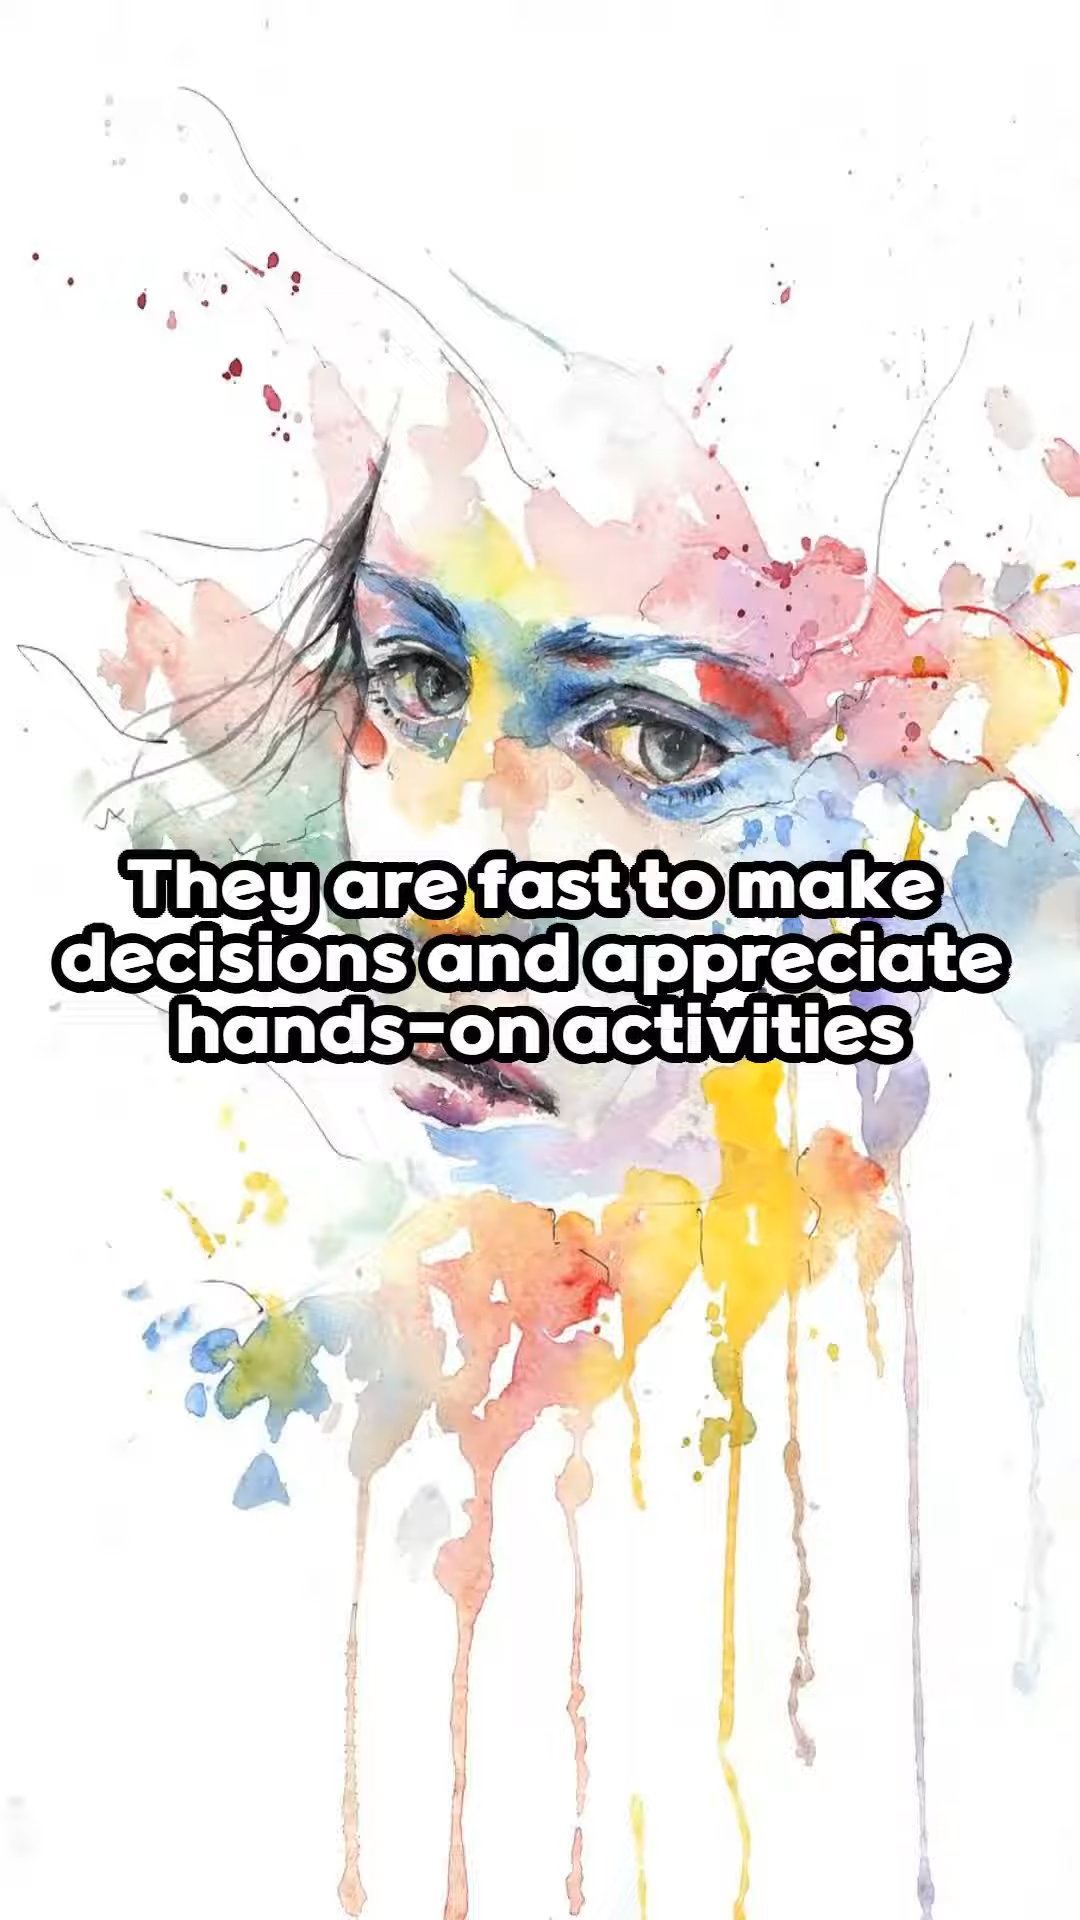 They are fast to make
decisions and appreciate
hands-on activities